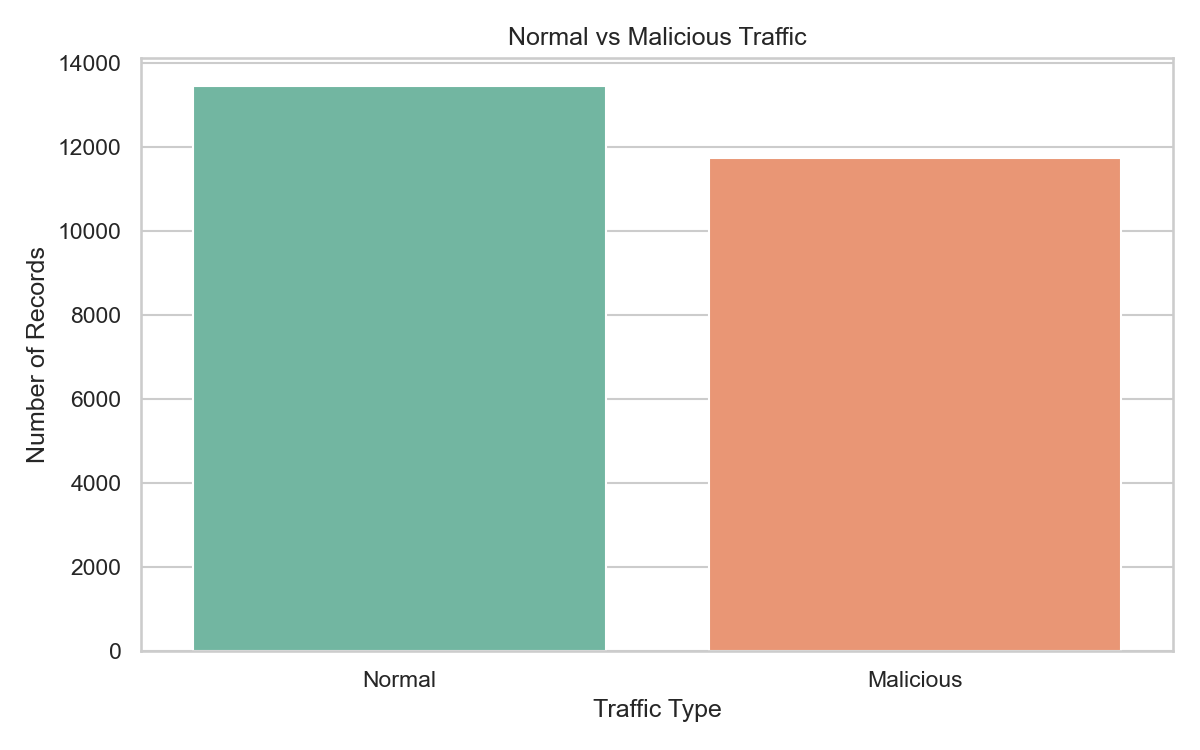 Normal vs Malicious Traffic
14000
12000
10000
8000
6000
4000
2000
0
Number of Records
Normal
Malicious
Traffic Type